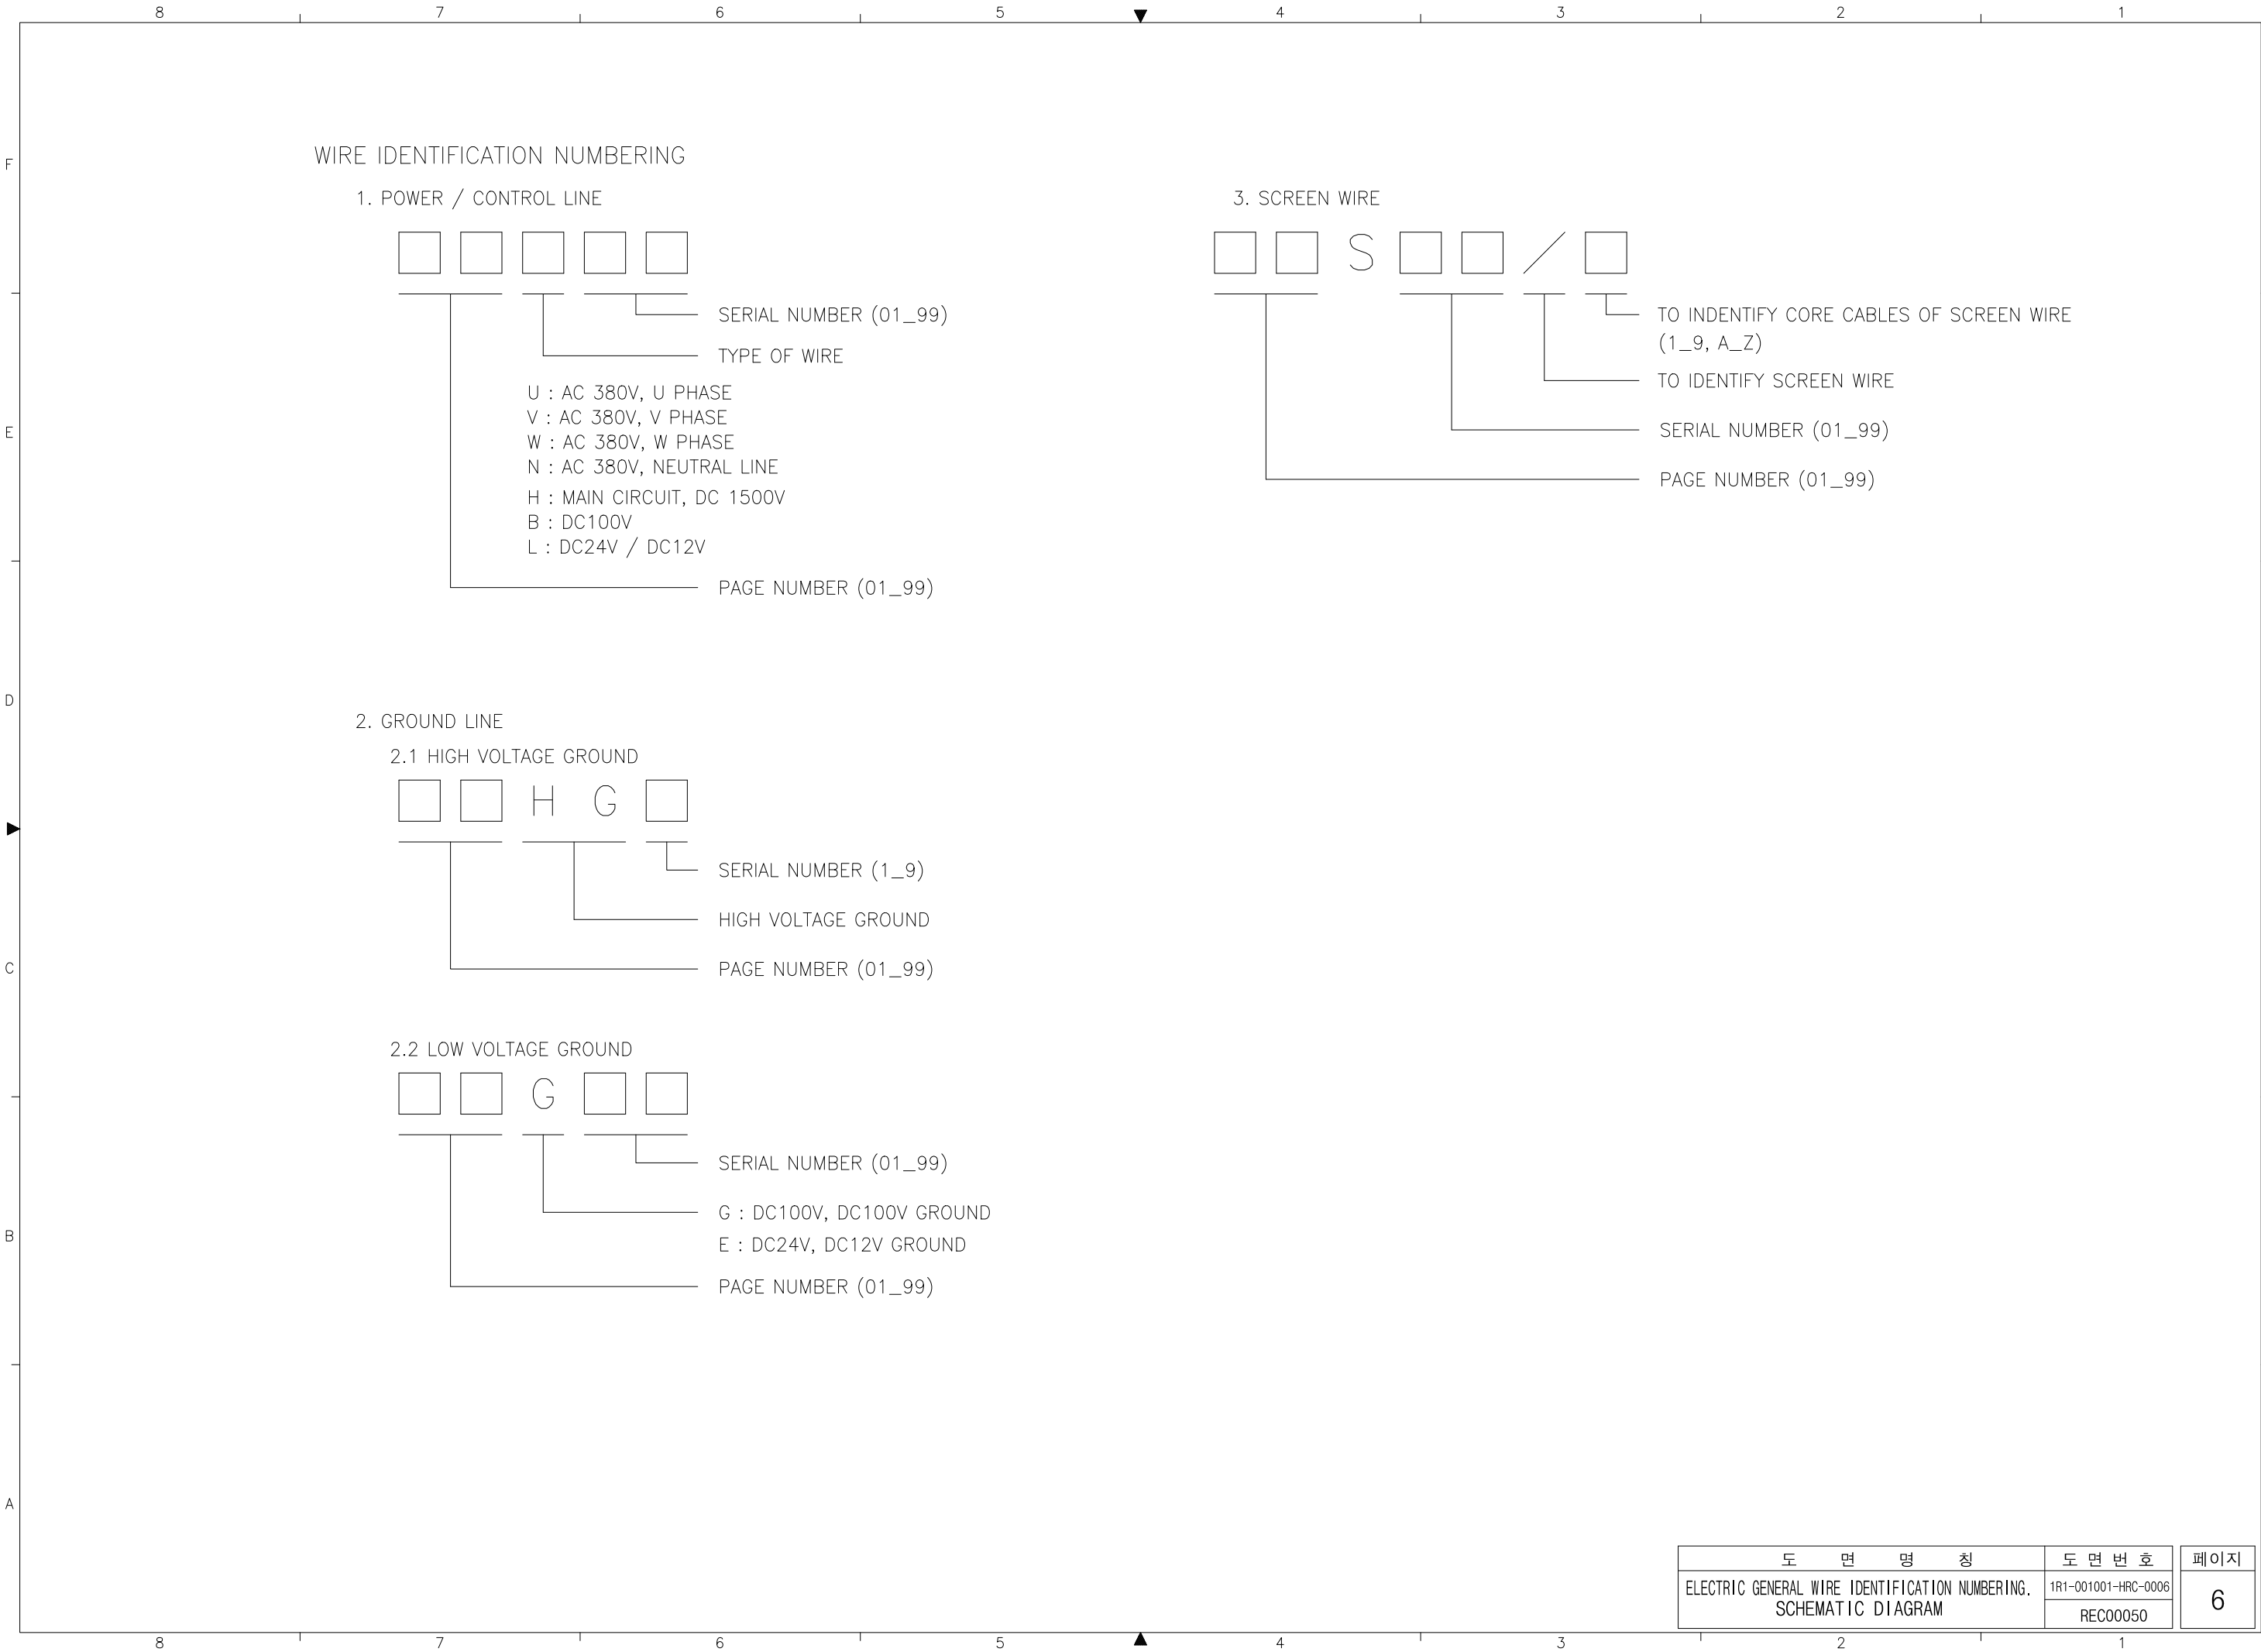 8 7 6 5 4 3 2 1
F
E
D
C
B
A
WIRE IDENTIFICATION NUMBERING
1. POWER / CONTROL LINE
SERIAL NUMBER (01_99)
TYPE OF WIRE
U : AC 380V, U PHASE
V : AC 380V, V PHASE
W : AC 380V, W PHASE
N : AC 380V, NEUTRAL LINE
H : MAIN CIRCUIT, DC 1500V
B : DC100V
L : DC24V / DC12V
PAGE NUMBER (01_99)
2. GROUND LINE
2.1 HIGH VOLTAGE GROUND
H G
SERIAL NUMBER (1_9)
HIGH VOLTAGE GROUND
PAGE NUMBER (01_99)
2.2 LOW VOLTAGE GROUND
G
SERIAL NUMBER (01_99)
G : DC100V, DC100V GROUND
E : DC24V, DC12V GROUND
PAGE NUMBER (01_99)
3. SCREEN WIRE
S /
TO INDENTIFY CORE CABLES OF SCREEN WIRE
(1_9, A_Z)
TO IDENTIFY SCREEN WIRE
SERIAL NUMBER (01_99)
PAGE NUMBER (01_99)
도 면 명 칭
ELECTRIC GENERAL WIRE IDENTIFICATION NUMBERING.
SCHEMATIC DIAGRAM
도 면 번 호
1R1-001001-HRC-0006
REC00050
페이지
6
8 7 6 5 4 3 2 1